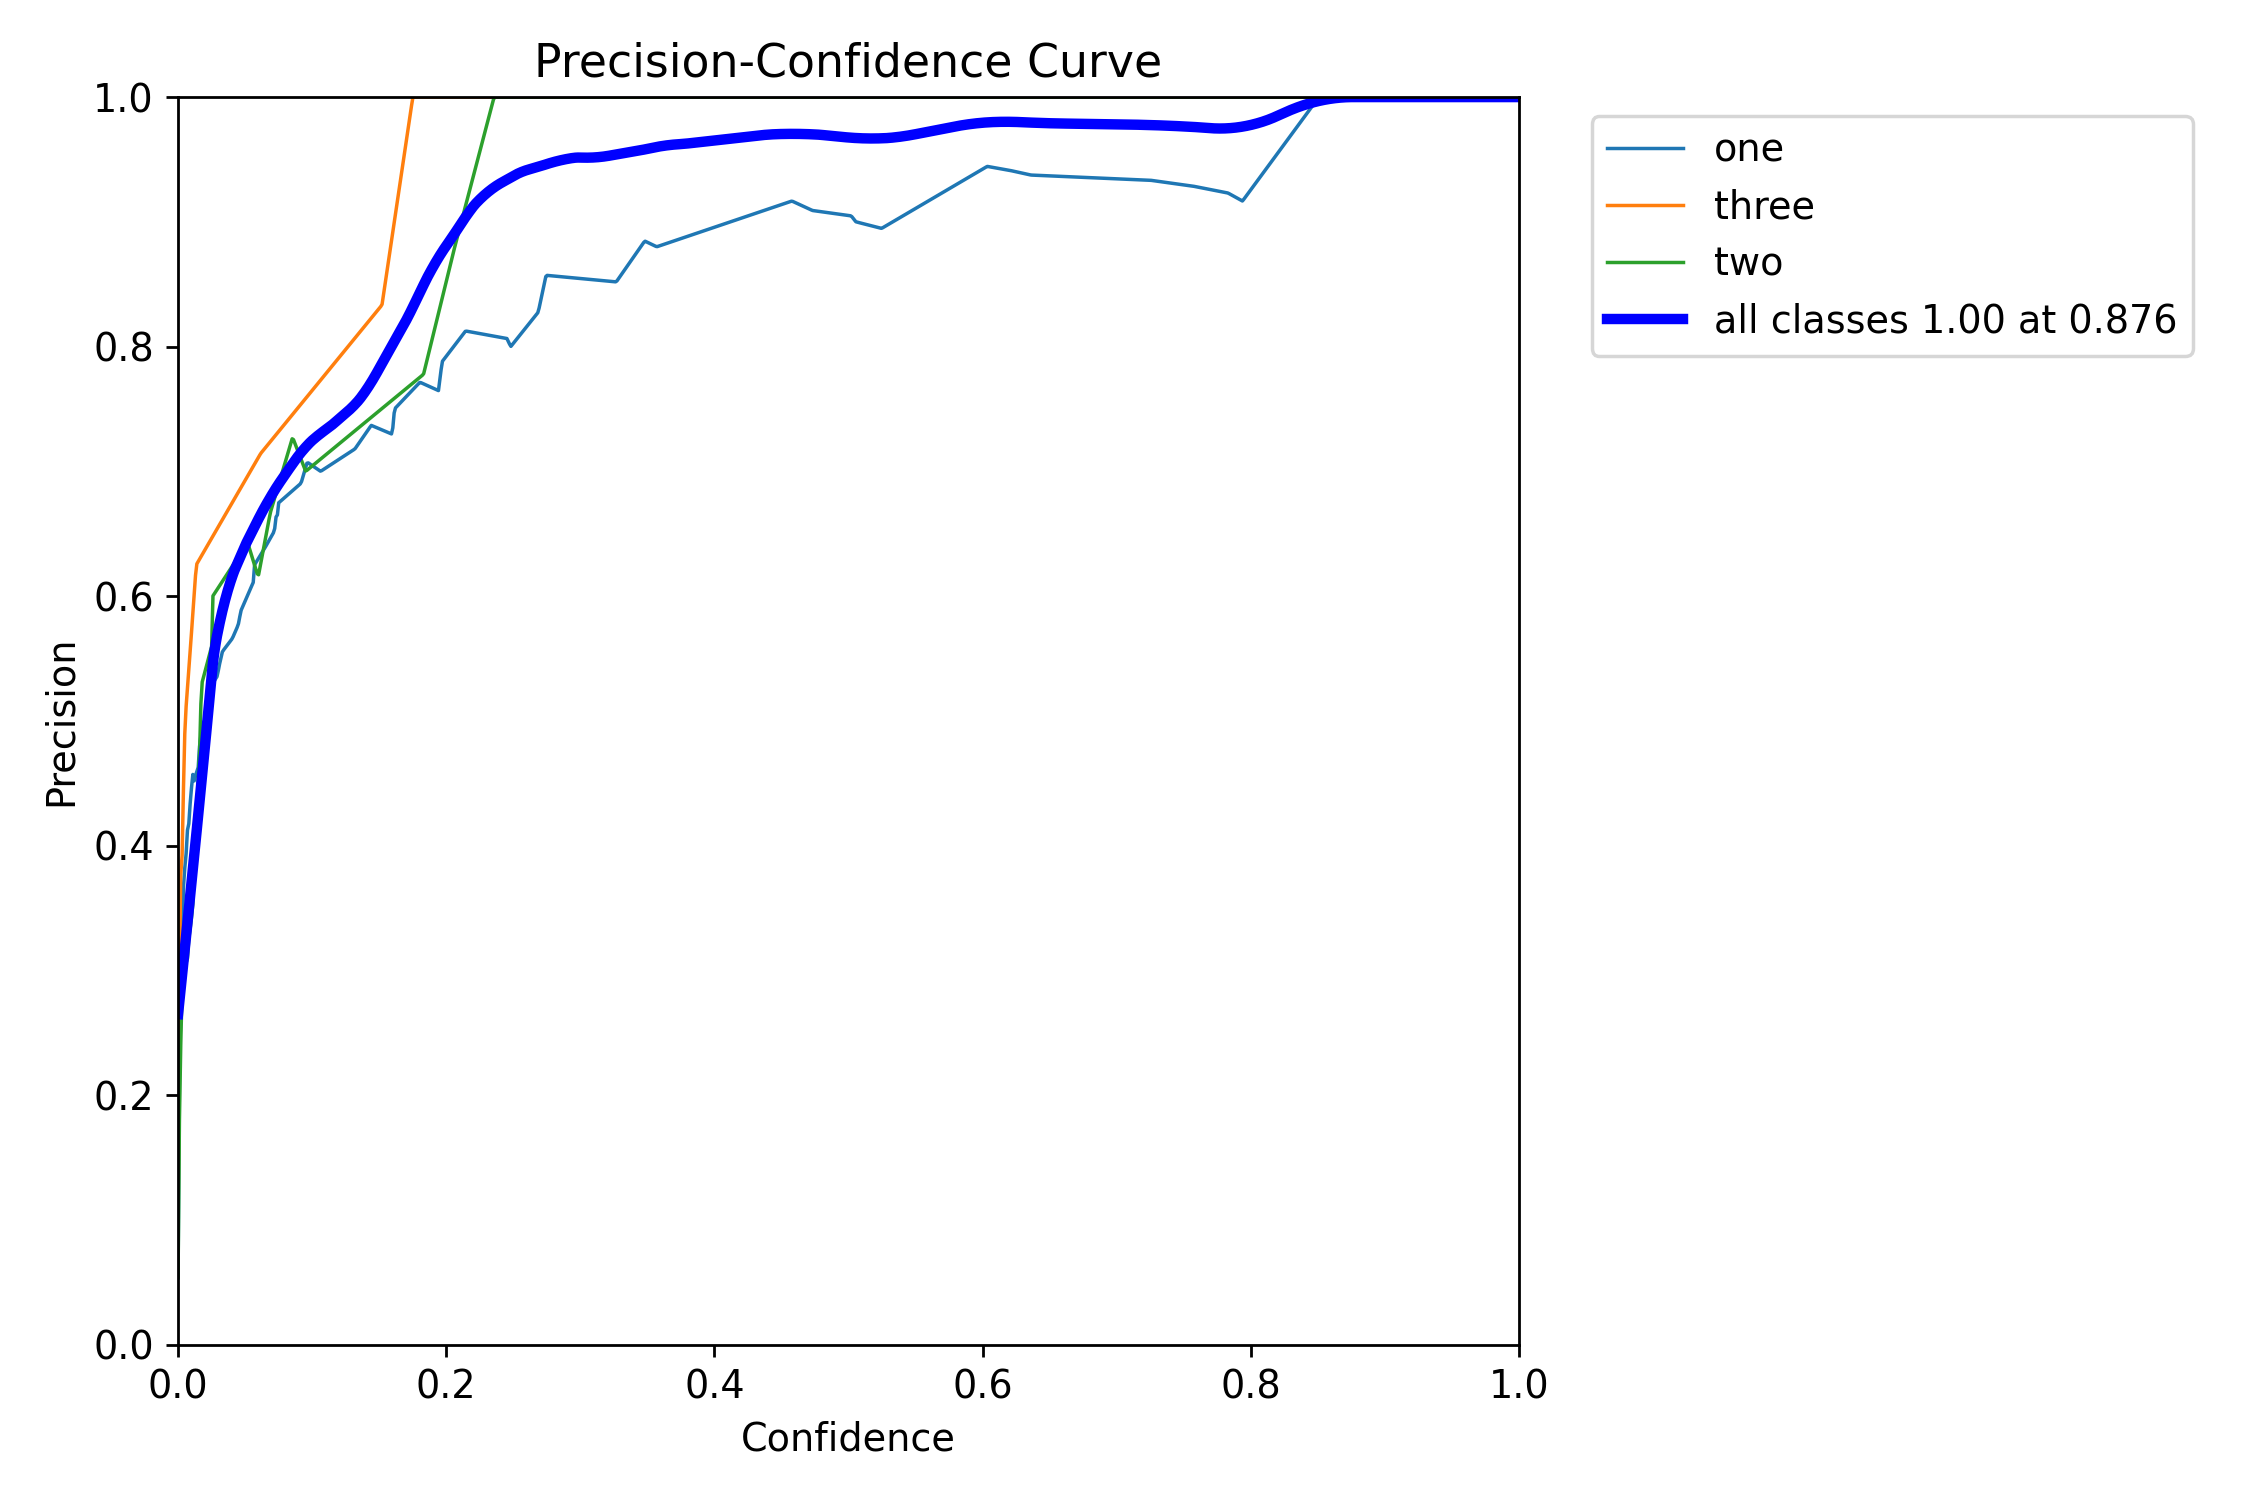 Precision-Confidence Curve
1.0
0.8
0.6
0.4
0.2
0.0
Precision
0.0 0.2 0.4 0.6 0.8 1.0
Confidence
one
three
two
all classes 1.00 at 0.876